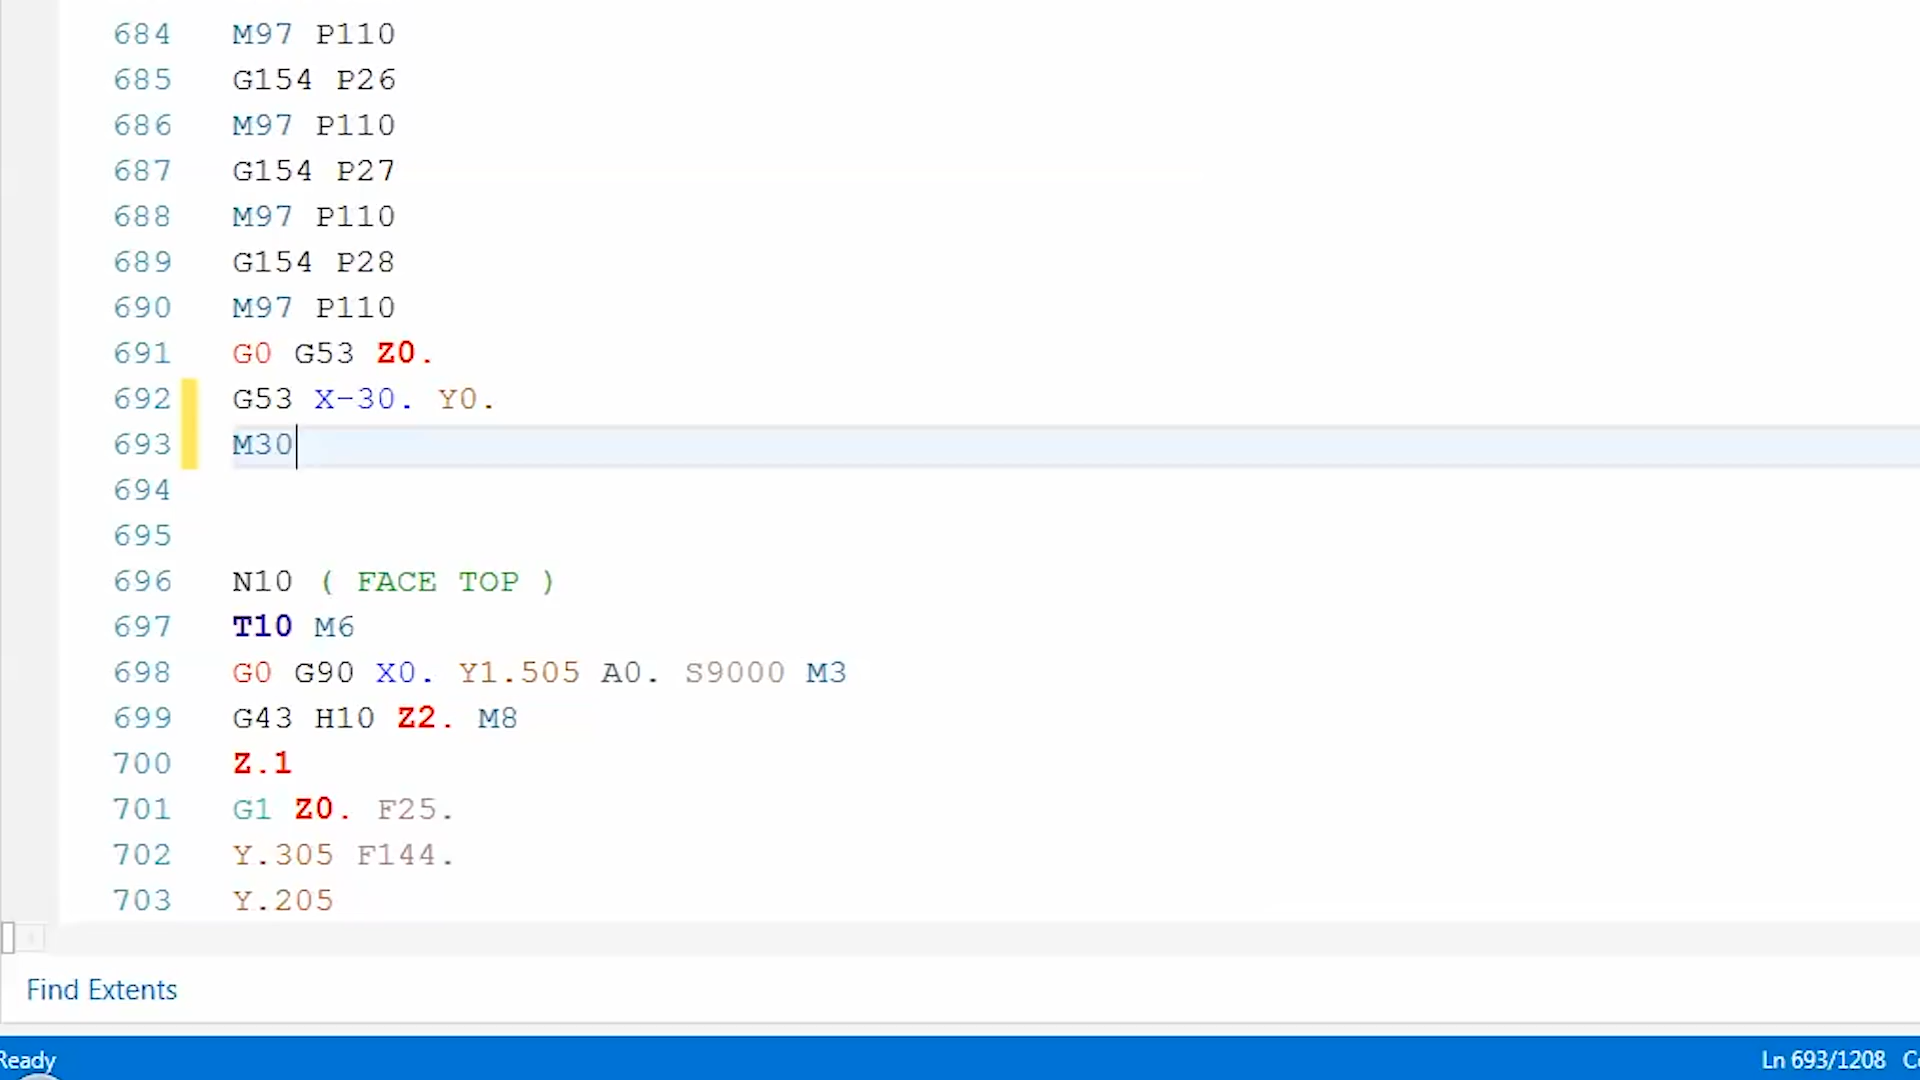 684 M97 P110
685 G154 P26
686 M97 P110
687 G154 P27
688 M97 P110
689 G154 P28
690 M97 P110
691 G0 G53 Z0.
692 G53 X-30. Y0.
693 M30
694
695
696 N10 ( FACE TOP )
697 T10 M6
698 G0 G90 X0. Y1.505 A0. S9000 M3
699 G43 H10 Z2. M8
700 Z.1
701 G1 Z0. F25.
702 Y.305 F144.
703 Y.205
Find Extents
Ready Ln 693/1208